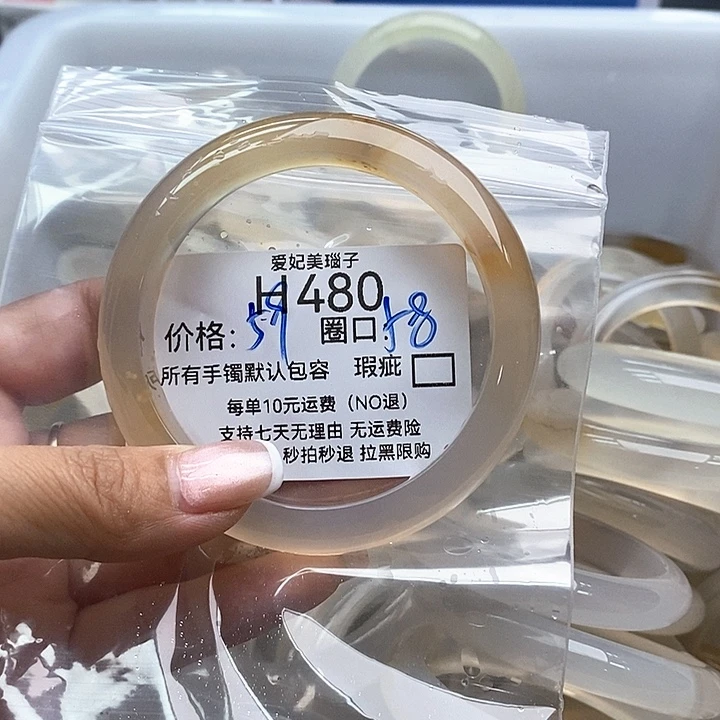 爱妃美瑙子
H480
价格：59 圈口：58
所有手镯默认包容 瑕疵
每单10元运费（NO退）
支持七天无理由 无运费险
秒拍秒退 拉黑限购